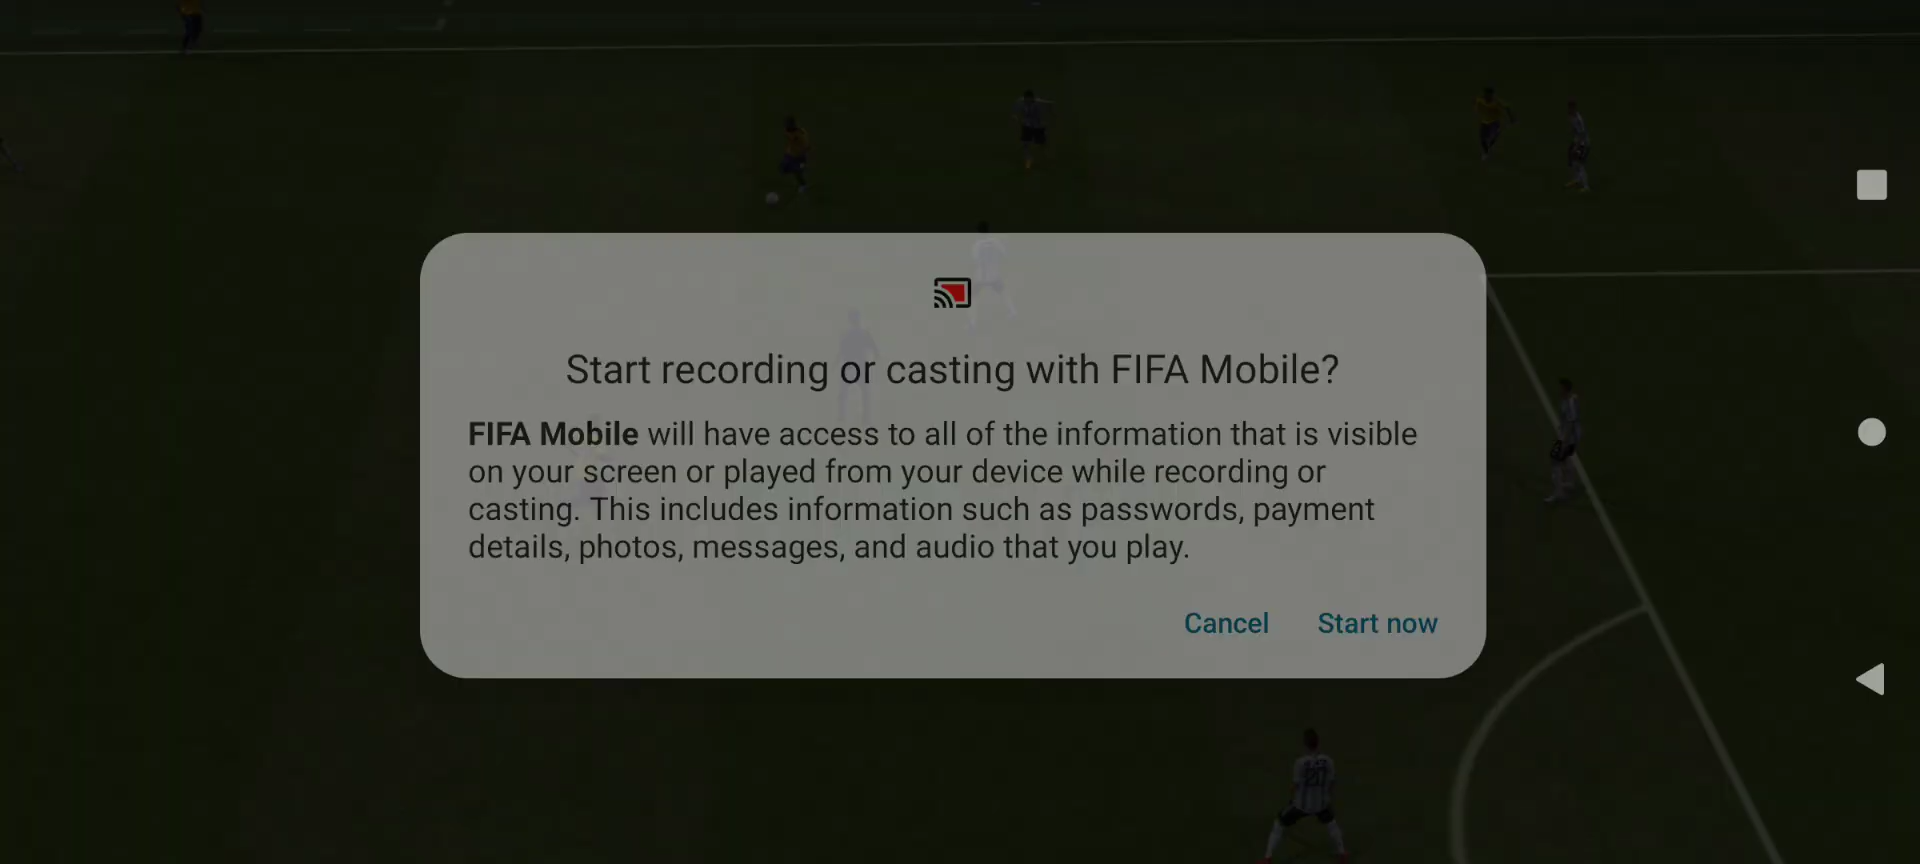 Start recording or casting with FIFA Mobile?
FIFA Mobile will have access to all of the information that is visible
on your screen or played from your device while recording or
casting. This includes information such as passwords, payment
details, photos, messages, and audio that you play.
Cancel Start now